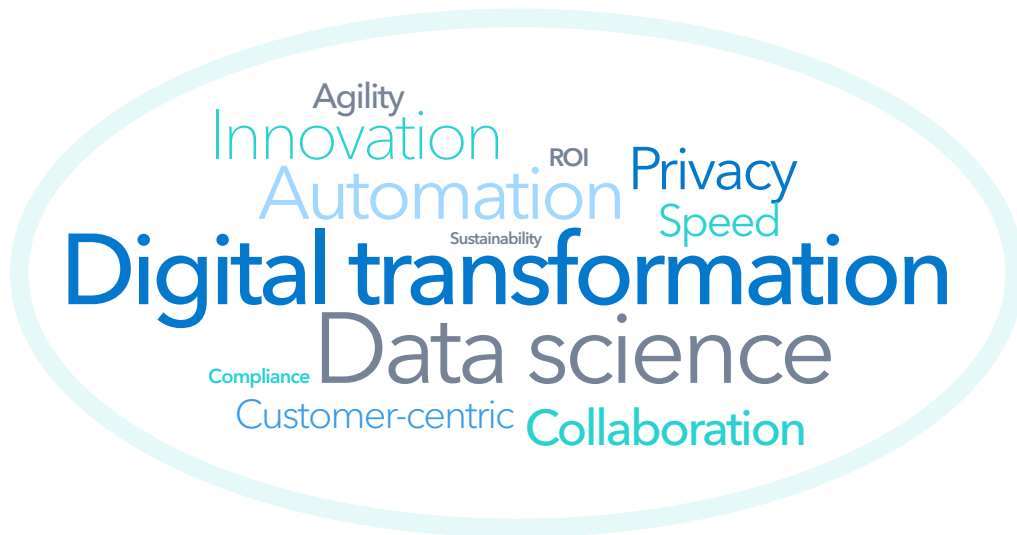 Agility
Innovation
ROI
Privacy
Automation
Speed
Sustainability
Digital transformation
Data science
Compliance
Customer-centric
Collaboration